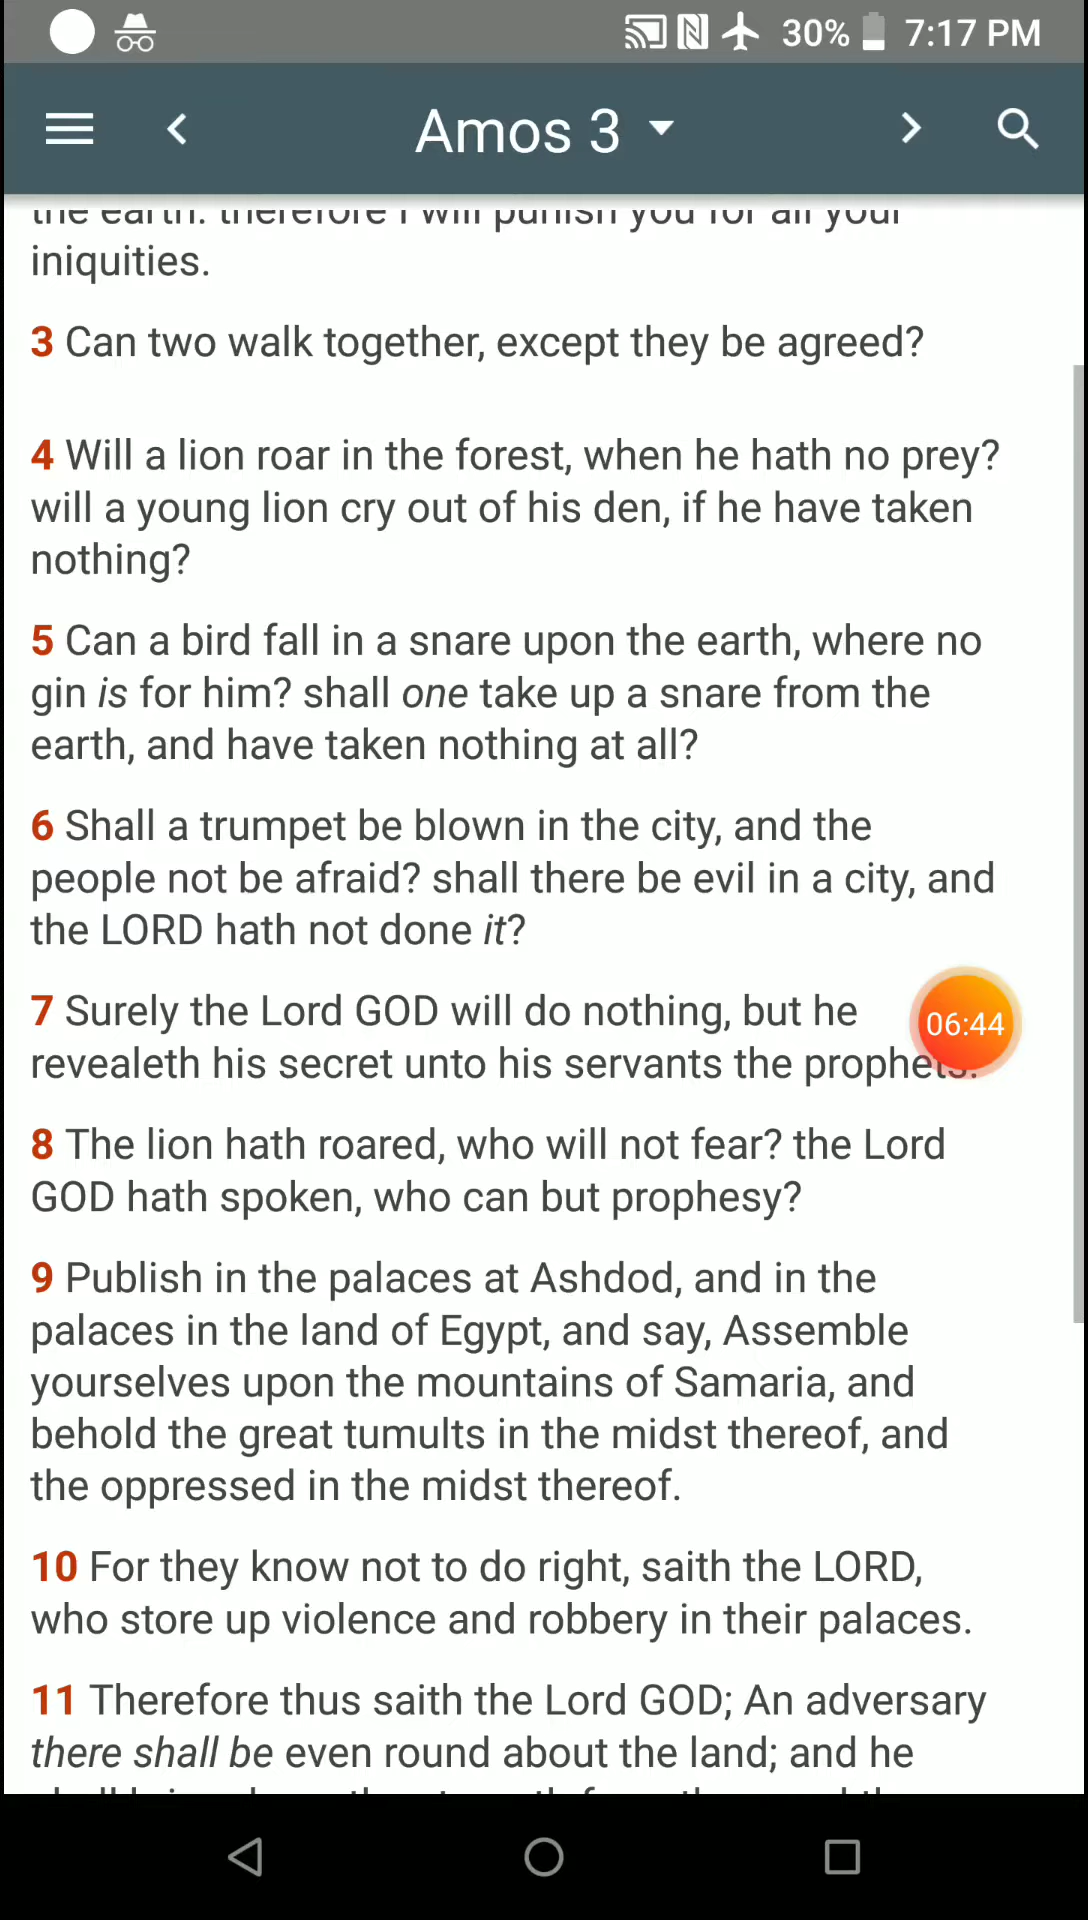 30% 7:17 PM
Amos 3
the earth: therefore I will punish you for all your
iniquities.
3 Can two walk together, except they be agreed?
4 Will a lion roar in the forest, when he hath no prey?
will a young lion cry out of his den, if he have taken
nothing?
5 Can a bird fall in a snare upon the earth, where no
gin is for him? shall one take up a snare from the
earth, and have taken nothing at all?
6 Shall a trumpet be blown in the city, and the
people not be afraid? shall there be evil in a city, and
the LORD hath not done it?
7 Surely the Lord GOD will do nothing, but he
06:44
revealeth his secret unto his servants the prophets.
8 The lion hath roared, who will not fear? the Lord
GOD hath spoken, who can but prophesy?
9 Publish in the palaces at Ashdod, and in the
palaces in the land of Egypt, and say, Assemble
yourselves upon the mountains of Samaria, and
behold the great tumults in the midst thereof, and
the oppressed in the midst thereof.
10 For they know not to do right, saith the LORD,
who store up violence and robbery in their palaces.
11 Therefore thus saith the Lord GOD; An adversary
there shall be even round about the land; and he